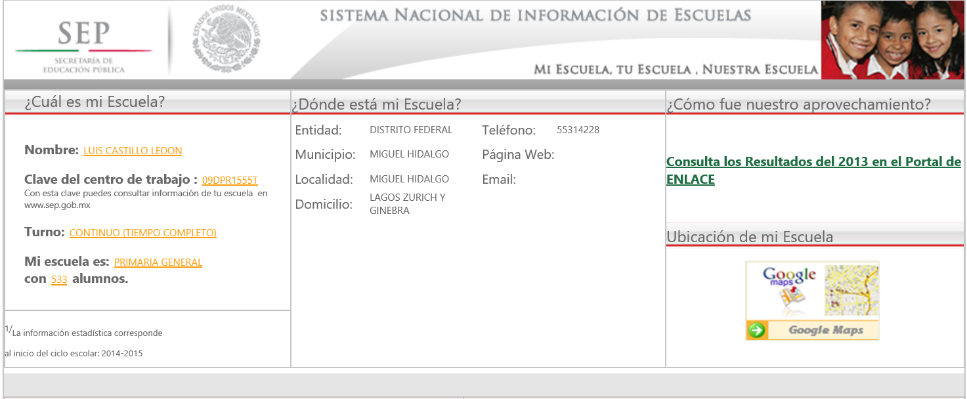 SEP
SECRETARÍA DE
EDUCACIÓN PÚBLICA
ESTADOS UNIDOS MEXICANOS
SISTEMA NACIONAL DE INFORMACIÓN DE ESCUELAS
MI ESCUELA, TU ESCUELA , NUESTRA ESCUELA
¿Cuál es mi Escuela?
Nombre: LUIS CASTILLO LEDON
Clave del centro de trabajo : 09DPR1555T
Con esta clave puedes consultar información de tu escuela en
www.sep.gob.mx
Turno: CONTINUO (TIEMPO COMPLETO)
Mi escuela es: PRIMARIA GENERAL
con 533 alumnos.
1/La información estadística corresponde
al inicio del ciclo escolar: 2014-2015
¿Dónde está mi Escuela?
Entidad: DISTRITO FEDERAL Teléfono: 55314228
Municipio: MIGUEL HIDALGO Página Web:
Localidad: MIGUEL HIDALGO Email:
Domicilio: LAGOS ZURICH Y
GINEBRA
¿Cómo fue nuestro aprovechamiento?
Consulta los Resultados del 2013 en el Portal de
ENLACE
Ubicación de mi Escuela
Google
maps
Google Maps